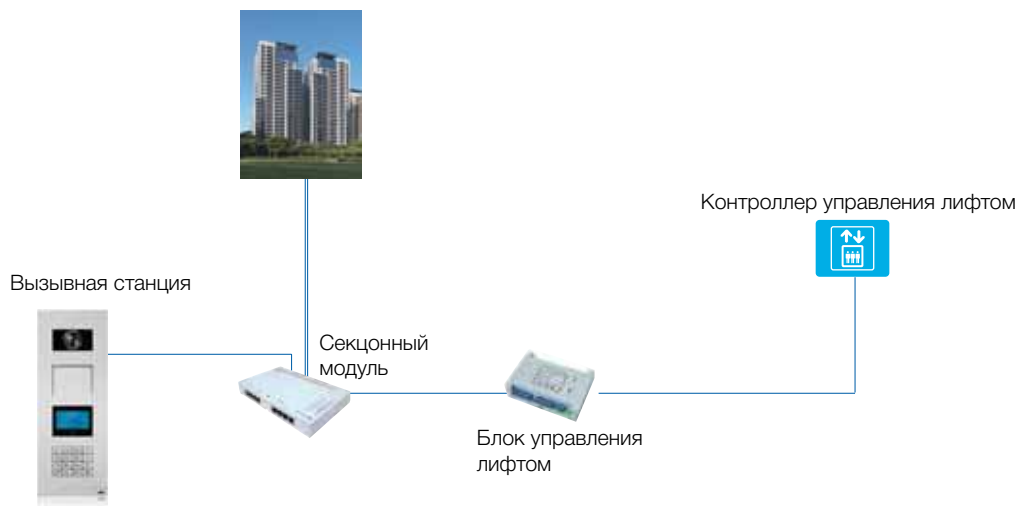 Контроллер управления лифтом
Вызывная станция
Секцонный
модуль
Блок управления
лифтом